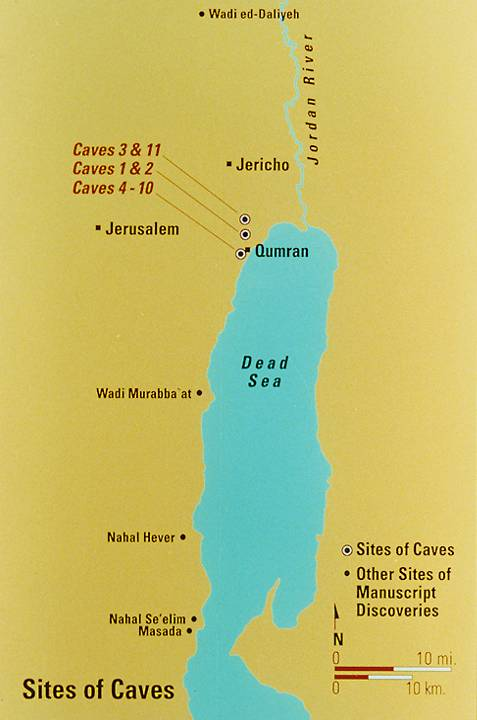 Wadi ed-Daliyeh
Jordan River
Caves 3 & 11
Caves 1 & 2
Caves 4 - 10
Jericho
Jerusalem
Qumran
Dead
Sea
Wadi Murabba`at
Nahal Hever
Nahal Se'elim
Masada
Sites of Caves
Other Sites of
Manuscript
Discoveries
N
0 10 mi.
0 10 km.
Sites of Caves